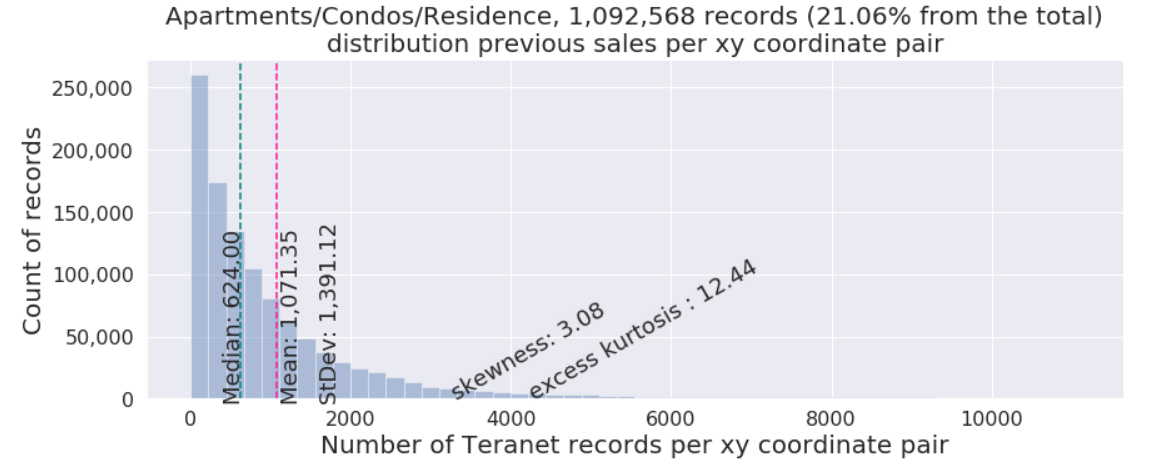 Apartments/Condos/Residence, 1,092,568 records (21.06% from the total)
distribution previous sales per xy coordinate pair
Count of records
250,000
200,000
150,000
100,000
50,000
0
Median: 624.00
Mean: 1,071.35
StDev: 1,391.12
skewness: 3.08
excess kurtosis : 12.44
0 2000 4000 6000 8000 10000
Number of Teranet records per xy coordinate pair